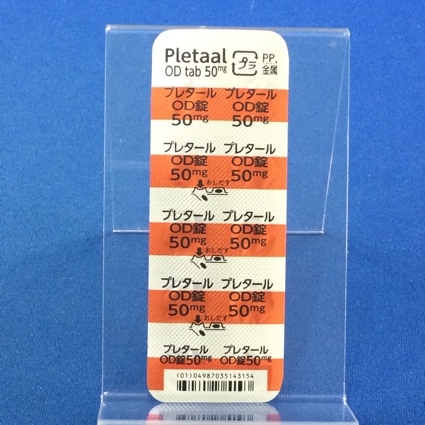 Pletaal
OD tab 50mg
プラ
PP,
金属
プレタール プレタール
OD錠 OD錠
50mg 50mg
プレタール プレタール
OD錠 OD錠
50mg 50mg
おしだす
プレタール プレタール
OD錠 OD錠
50mg 50mg
おしだす
プレタール プレタール
OD錠 OD錠
50mg 50mg
おしだす
プレタール プレタール
OD錠50mg OD錠50mg
(01)04987035143154